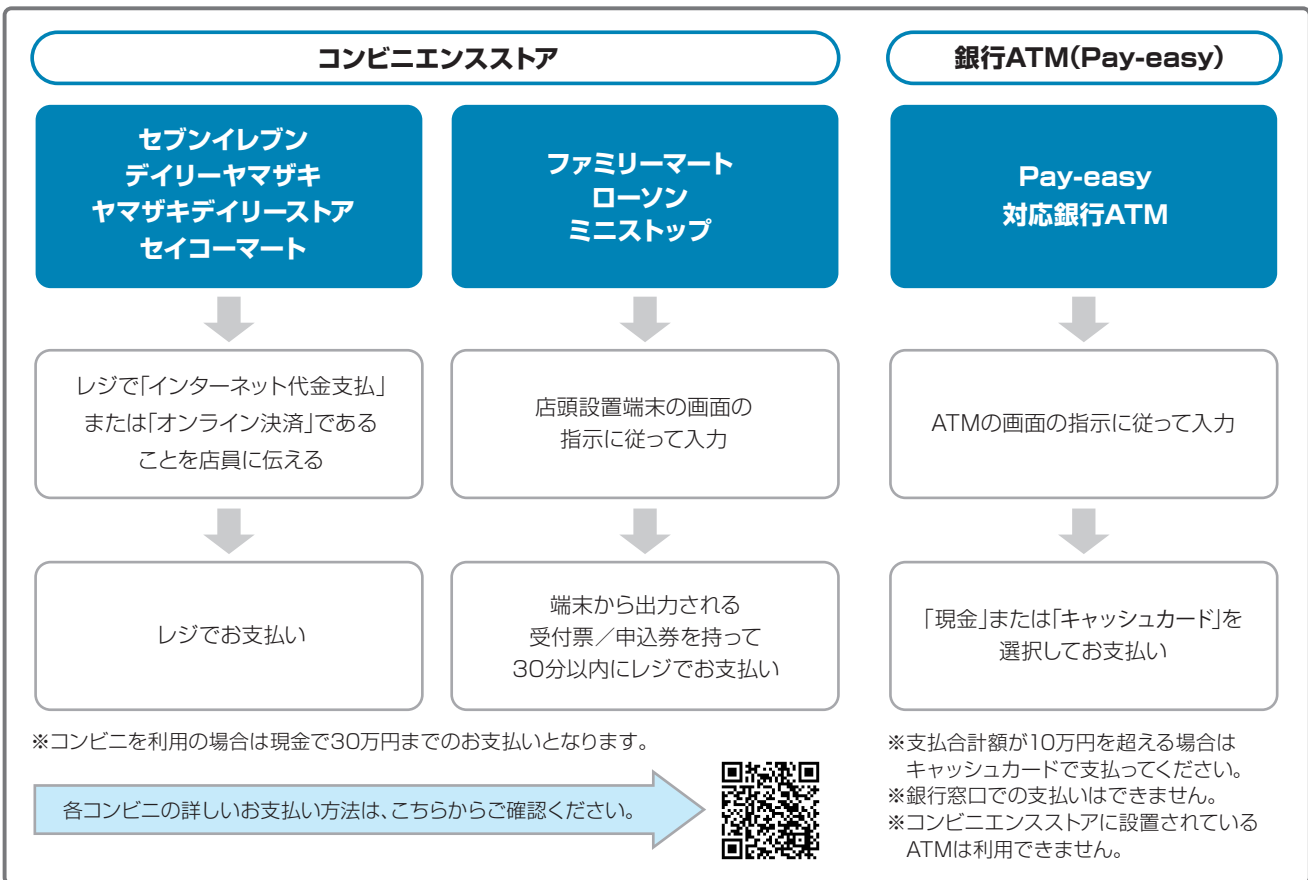 コンビニエンスストア
セブンイレブン
デイリーヤマザキ
ヤマザキデイリーストア
セイコーマート
レジで「インターネット代金支払」
または「オンライン決済」である
ことを店員に伝える
レジでお支払い
ファミリーマート
ローソン
ミニストップ
店頭設置端末の画面の
指示に従って入力
端末から出力される
受付票／申込券を持って
30分以内にレジでお支払い
※コンビニを利用の場合は現金で30万円までのお支払いとなります。
各コンビニの詳しいお支払い方法は、こちらからご確認ください。
銀行ATM(Pay-easy)
Pay-easy
対応銀行ATM
ATMの画面の指示に従って入力
「現金」または「キャッシュカード」を
選択してお支払い
※支払合計額が10万円を超える場合は
キャッシュカードで支払ってください。
※銀行窓口での支払いはできません。
※コンビニエンスストアに設置されている
ATMは利用できません。